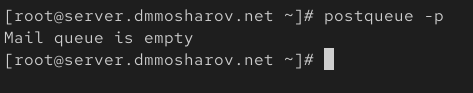 [root@server.dmmosharov.net ~]# postqueue -p
Mail queue is empty
[root@server.dmmosharov.net ~]#